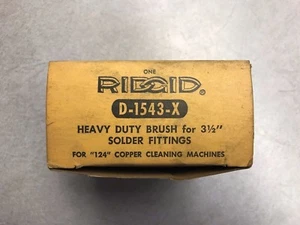 ONE
RIDGID®
D-1543-X
HEAVY DUTY BRUSH for 3½"
SOLDER FITTINGS
FOR "124" COPPER CLEANING MACHINES